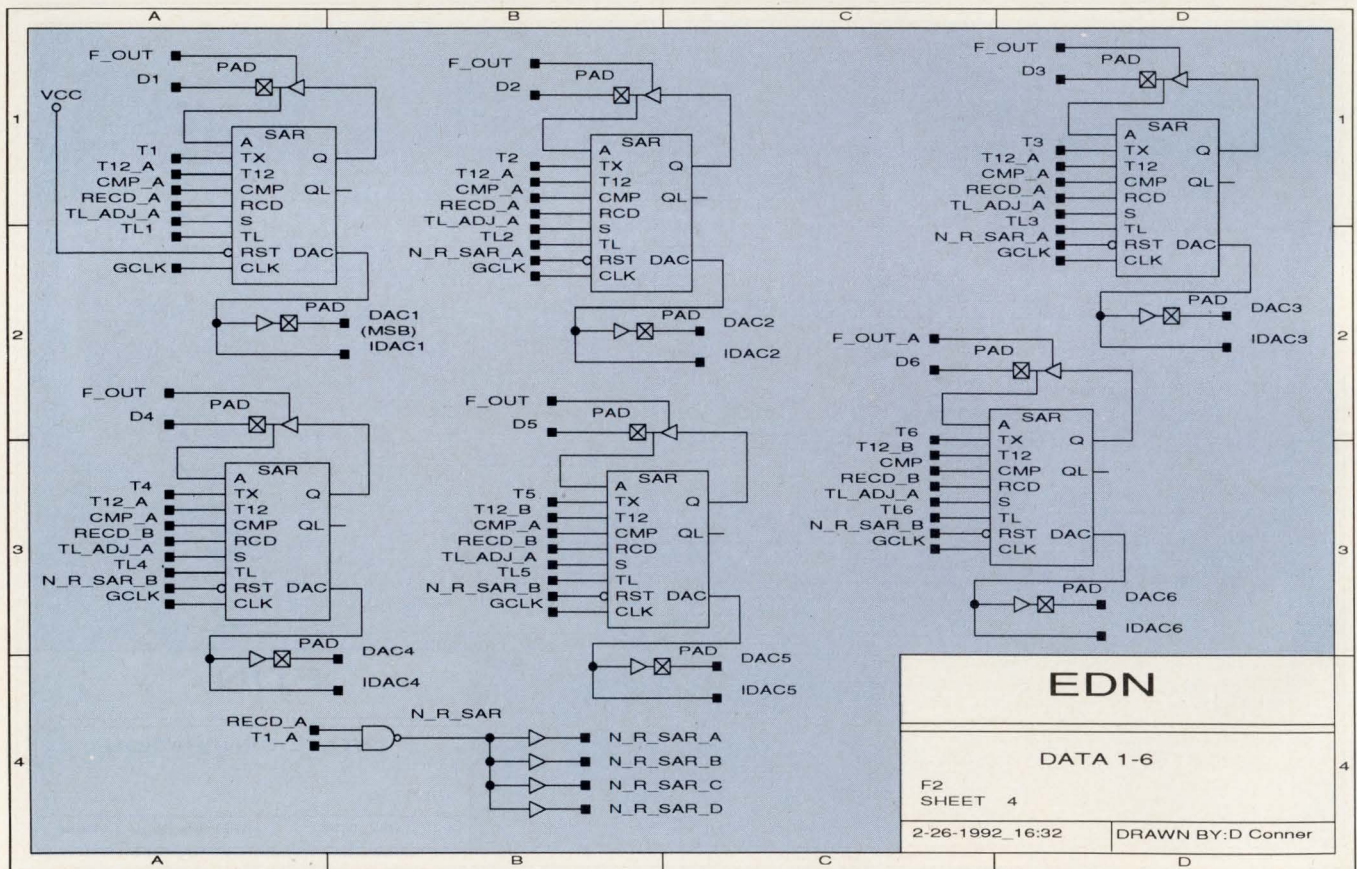 A B C D
1
2
3
4
F_OUT
PAD
D1
VCC
SAR
A
T1 TX Q
T12_A T12
CMP_A CMP QL
RECD_A RCD
TL_ADJ_A S
TL1 TL
RST DAC
GCLK CLK
PAD
DAC1
(MSB)
IDAC1
F_OUT
PAD
D2
SAR
A
T2 TX Q
T12_A T12
CMP_A CMP QL
RECD_A RCD
TL_ADJ_A S
TL2 TL
N_R_SAR_A RST DAC
GCLK CLK
PAD
DAC2
IDAC2
F_OUT
PAD
D3
SAR
A
T3 TX Q
T12_A T12
CMP_A CMP QL
RECD_A RCD
TL_ADJ_A S
TL3 TL
N_R_SAR_A RST DAC
GCLK CLK
PAD
DAC3
IDAC3
F_OUT
PAD
D4
SAR
A
T4 TX Q
T12_A T12
CMP_A CMP QL
RECD_B RCD
TL_ADJ_A S
TL4 TL
N_R_SAR_B RST DAC
GCLK CLK
PAD
DAC4
IDAC4
F_OUT
PAD
D5
SAR
A
T5 TX Q
T12_B T12
CMP_A CMP QL
RECD_B RCD
TL_ADJ_A S
TL5 TL
N_R_SAR_B RST DAC
GCLK CLK
PAD
DAC5
IDAC5
F_OUT_A
PAD
D6
SAR
A
T6 TX Q
T12_B T12
CMP CMP QL
RECD_B RCD
TL_ADJ_A S
TL6 TL
N_R_SAR_B RST DAC
GCLK CLK
PAD
DAC6
IDAC6
RECD_A
T1_A
N_R_SAR
N_R_SAR_A
N_R_SAR_B
N_R_SAR_C
N_R_SAR_D
EDN
DATA 1-6
F2
SHEET 4
2-26-1992_16:32 DRAWN BY:D Conner
1
2
3
4
A B C D